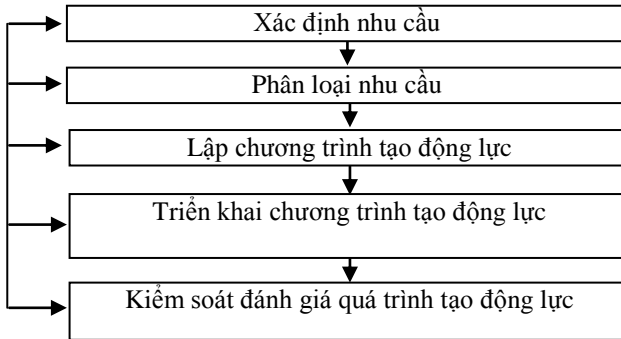 Xác định nhu cầu
Phân loại nhu cầu
Lập chương trình tạo động lực
Triển khai chương trình tạo động lực
Kiểm soát đánh giá quá trình tạo động lực